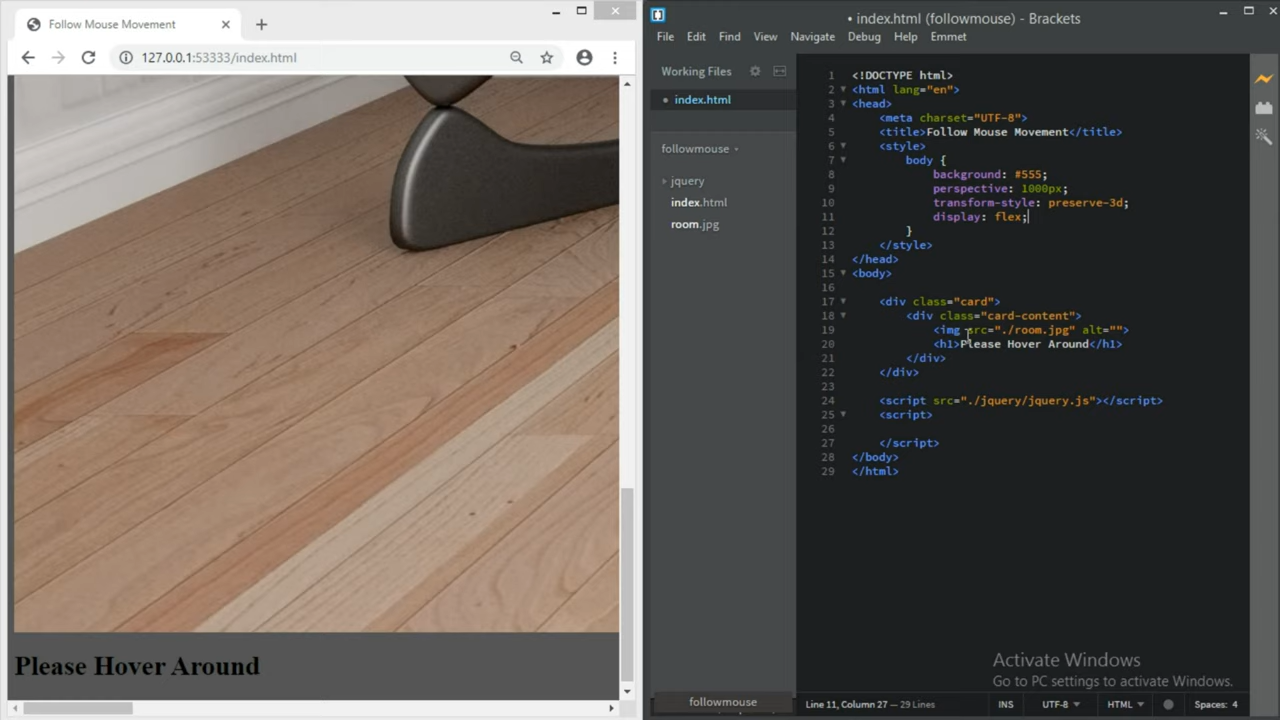 Follow Mouse Movement
127.0.0.1:53333/index.html
Please Hover Around
• index.html (followmouse) - Brackets
File Edit Find View Navigate Debug Help Emmet
Working Files
index.html
followmouse
jquery
index.html
room.jpg
1 <!DOCTYPE html>
2 <html lang="en">
3 <head>
4 <meta charset="UTF-8">
5 <title>Follow Mouse Movement</title>
6 <style>
7 body {
8 background: #555;
9 perspective: 1000px;
10 transform-style: preserve-3d;
11 display: flex;
12 }
13 </style>
14 </head>
15 <body>
16
17 <div class="card">
18 <div class="card-content">
19 <img src="./room.jpg" alt="">
20 <h1>Please Hover Around</h1>
21 </div>
22 </div>
23
24 <script src="./jquery/jquery.js"></script>
25 <script>
26
27 </script>
28 </body>
29 </html>
Activate Windows
Go to PC settings to activate Windows.
followmouse
Line 11, Column 27 — 29 Lines
INS
UTF-8
HTML
Spaces: 4